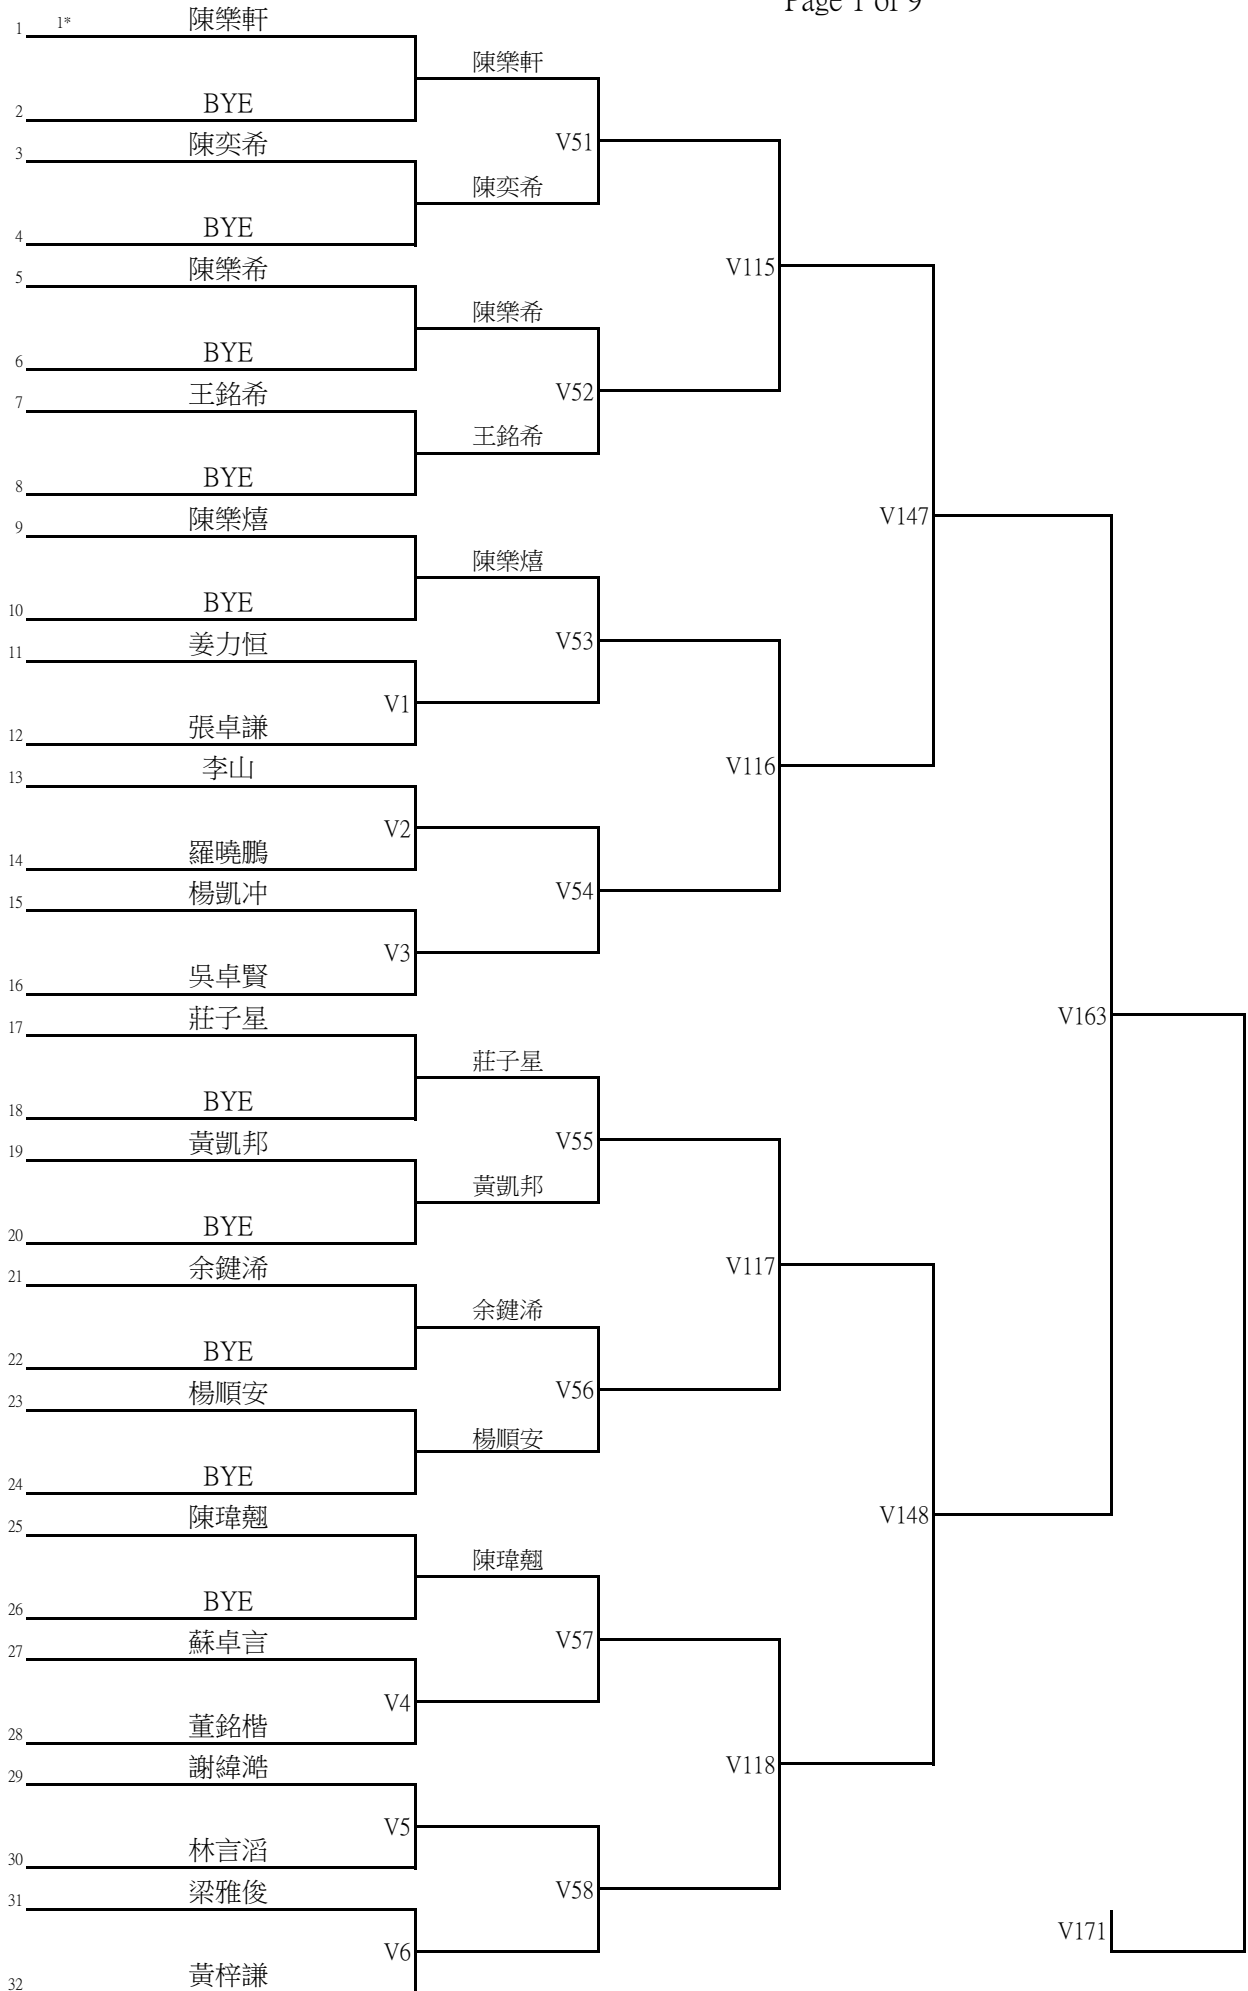 Page 1 of 9
1 1* 陳樂軒
陳樂軒
2 BYE
3 陳奕希
V51
陳奕希
4 BYE
5 陳樂希
V115
陳樂希
6 BYE
7 王銘希
V52
王銘希
8 BYE
9 陳樂熺
V147
陳樂熺
10 BYE
11 姜力恒
V53
V1
12 張卓謙
13 李山
V116
V2
14 羅曉鵬
15 楊凱冲
V54
V3
16 吳卓賢
17 莊子星
V163
莊子星
18 BYE
19 黃凱邦
V55
黃凱邦
20 BYE
21 余鍵浠
V117
余鍵浠
22 BYE
23 楊順安
V56
楊順安
24 BYE
25 陳瑋翹
V148
陳瑋翹
26 BYE
27 蘇卓言
V57
V4
28 董銘楷
29 謝緯澔
V118
V5
30 林言滔
31 梁雅俊
V58
V171
V6
32 黃梓謙